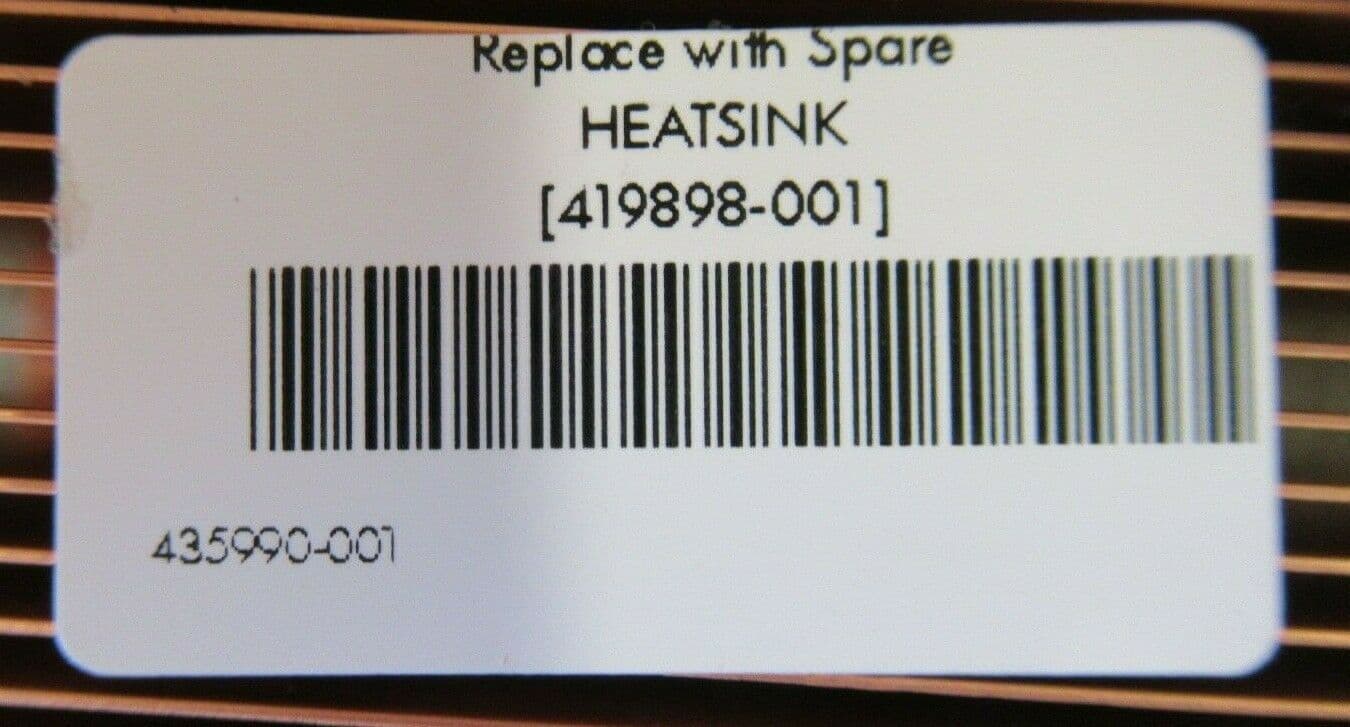 Replace with Spare
HEATSINK
[419898-001]
435990-001